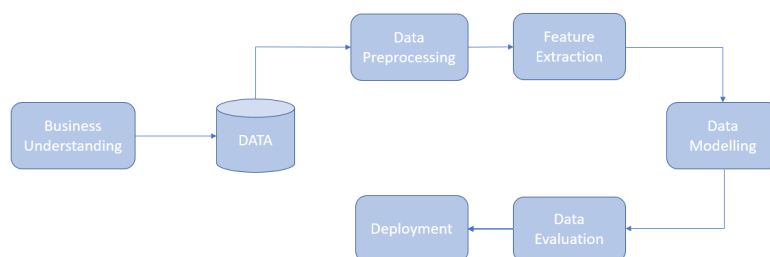 Business
Understanding
DATA
Data
Preprocessing
Feature
Extraction
Data
Modelling
Data
Evaluation
Deployment